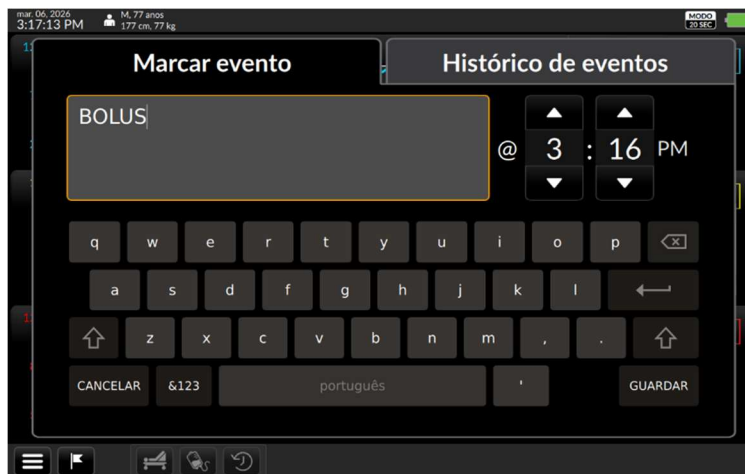 mar. 06, 2026
3:17:13 PM
M, 77 anos
177 cm, 77 kg
MODO
20 SEC
Marcar evento
Histórico de eventos
BOLUS
@ 3 : 16 PM
q w e r t y u i o p
a s d f g h j k l
z x c v b n m , .
CANCELAR &123 português ' GUARDAR